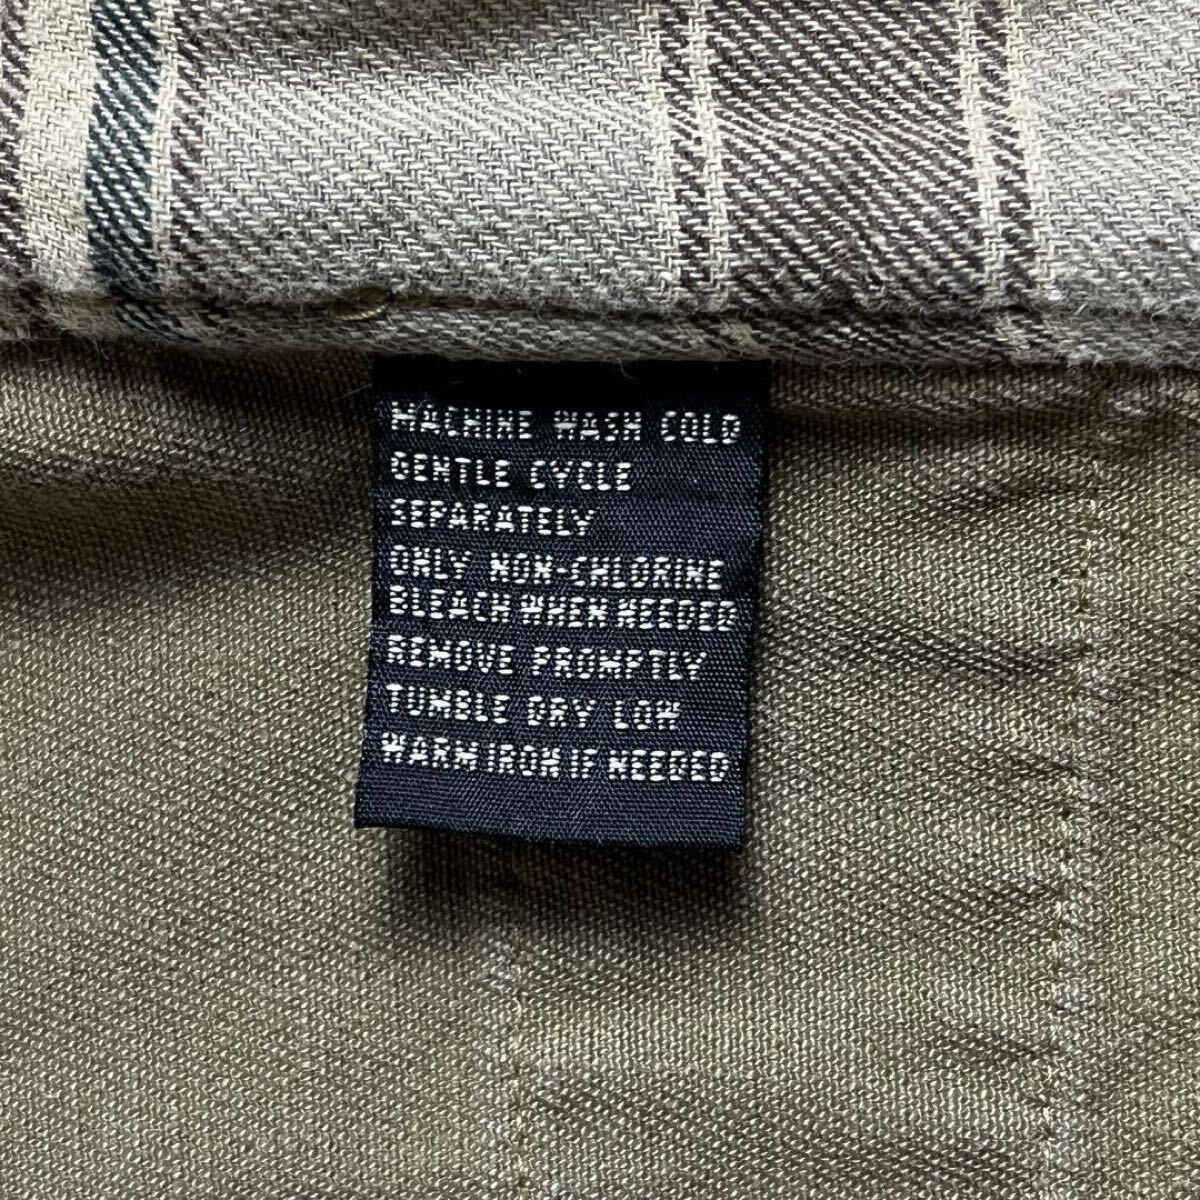 MACHINE WASH COLD
GENTLE CYCLE
SEPARATELY
ONLY NON-CHLORINE
BLEACH WHEN NEEDED
REMOVE PROMPTLY
TUMBLE DRY LOW
WARM IRON IF NEEDED